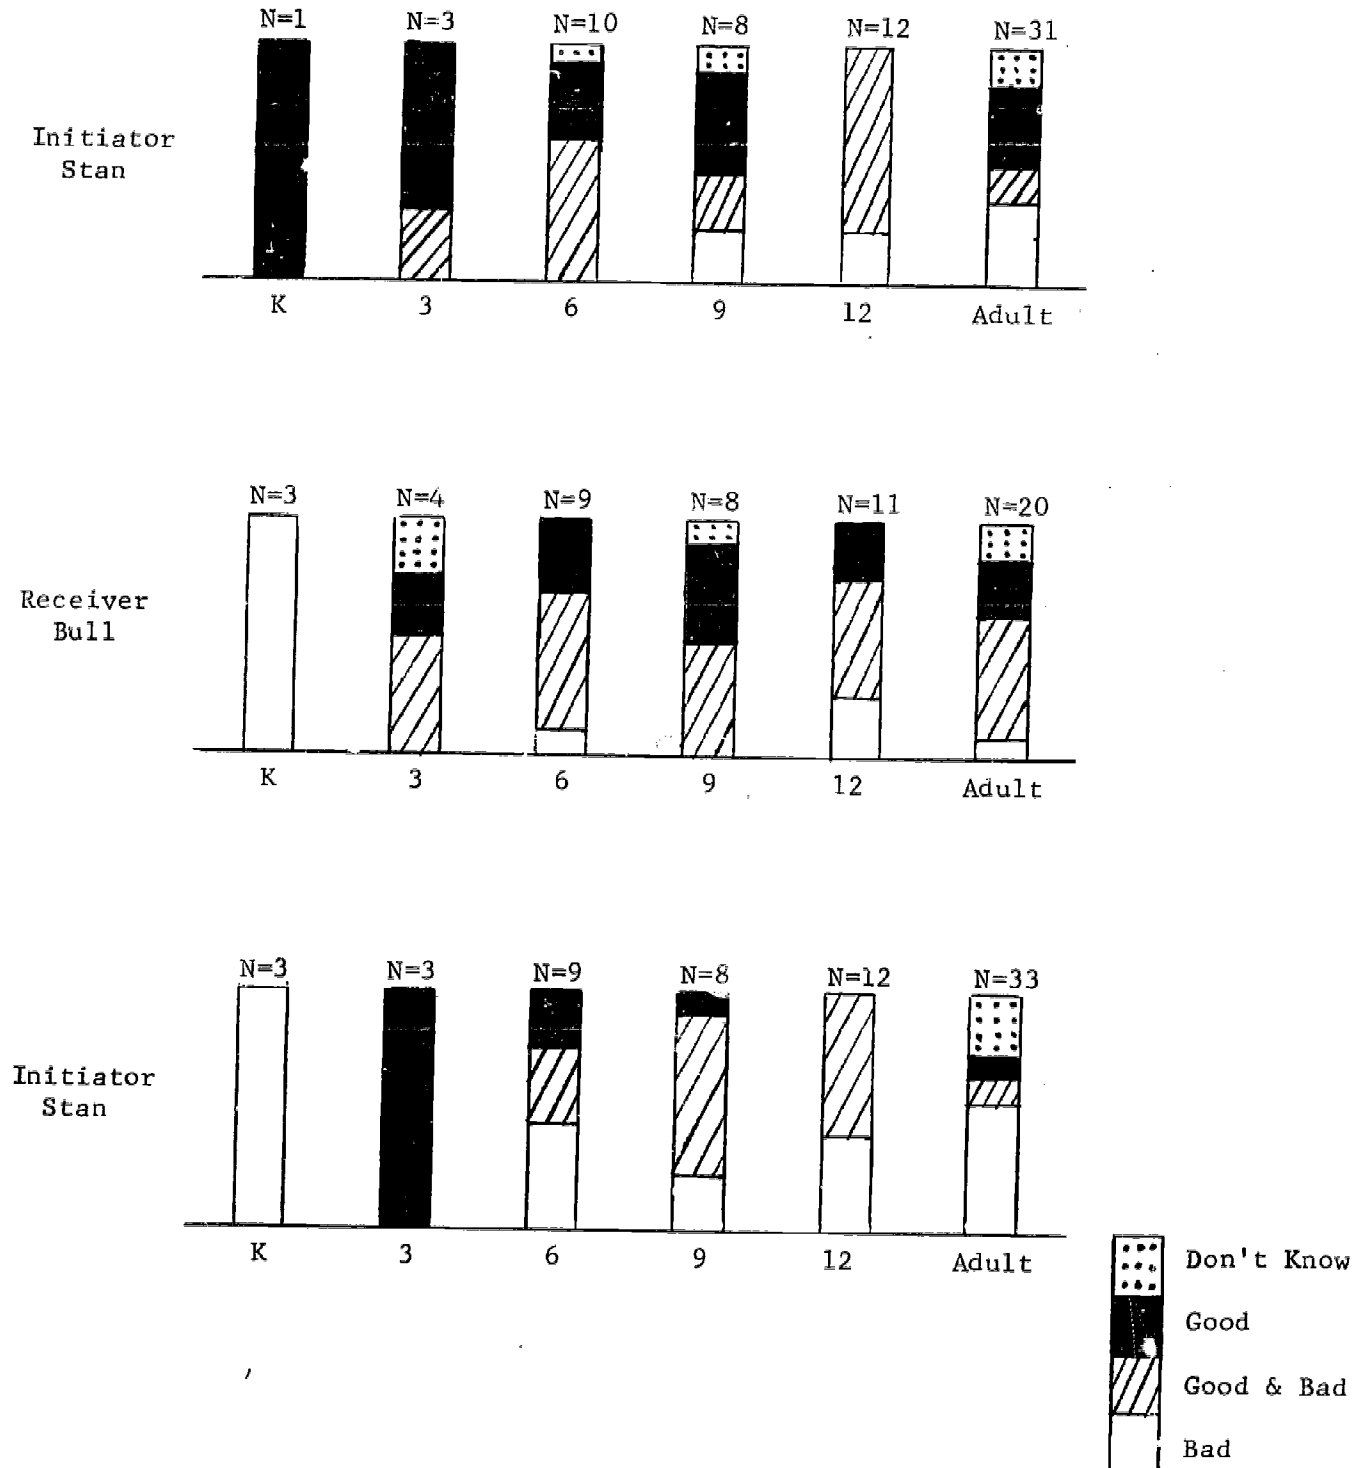 N=1 N=3 N=10 N=8 N=12 N=31
Initiator
Stan
K 3 6 9 12 Adult
N=3 N=4 N=9 N=8 N=11 N=20
Receiver
Bull
K 3 6 9 12 Adult
N=3 N=3 N=9 N=8 N=12 N=33
Initiator
Stan
K 3 6 9 12 Adult
Don't Know
Good
Good & Bad
Bad